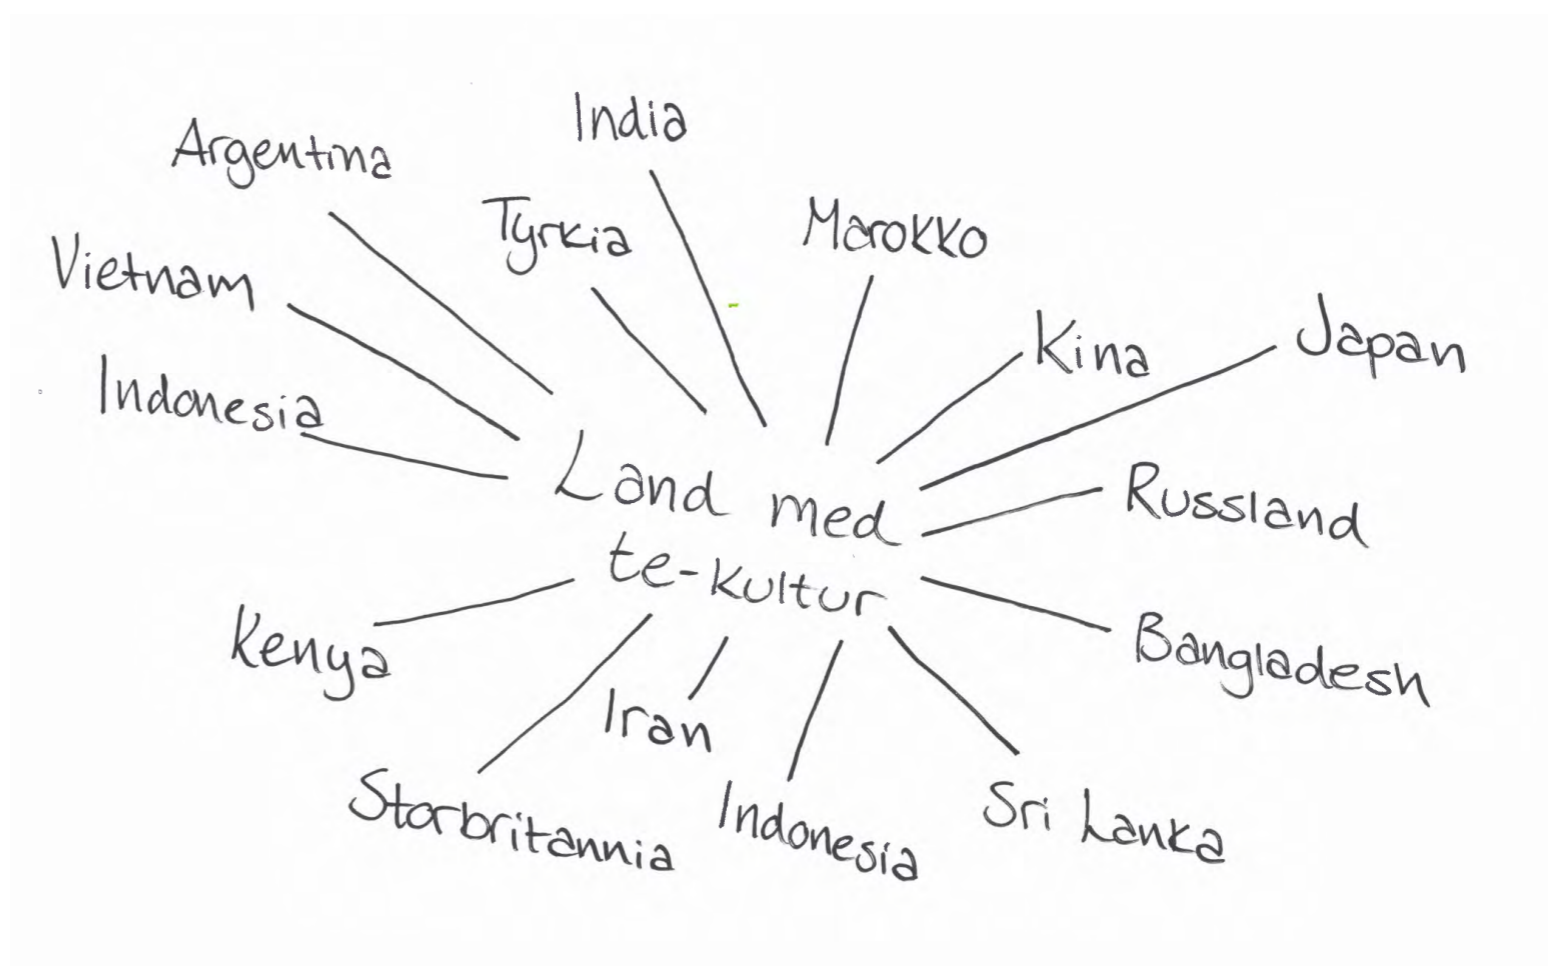 India
Argentina
Tyrkia
Marokko
Vietnam
Kina
Japan
Indonesia
Land med
te-kultur
Russland
Kenya
Bangladesh
Iran
Storbritannia
Indonesia
Sri Lanka